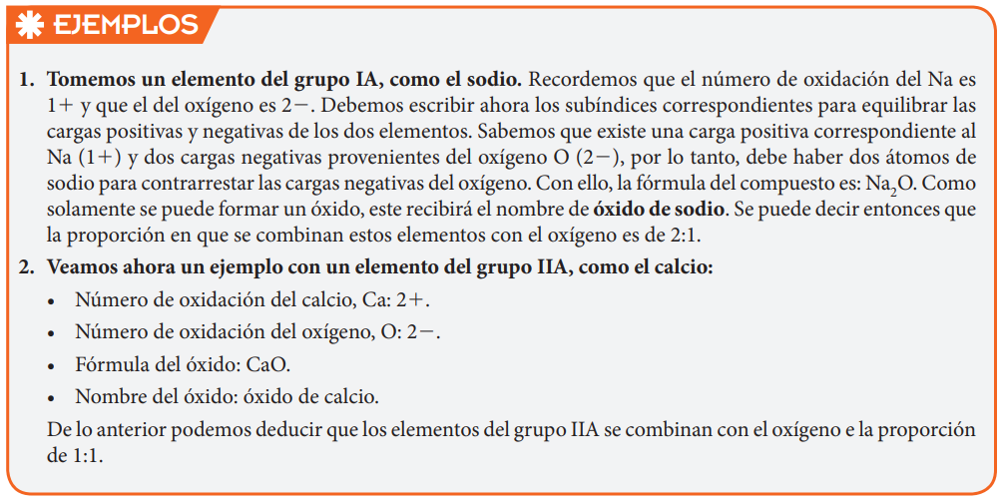 EJEMPLOS
1. Tomemos un elemento del grupo IA, como el sodio. Recordemos que el número de oxidación del Na es
1+ y que el del oxígeno es 2−. Debemos escribir ahora los subíndices correspondientes para equilibrar las
cargas positivas y negativas de los dos elementos. Sabemos que existe una carga positiva correspondiente al
Na (1+) y dos cargas negativas provenientes del oxígeno O (2−), por lo tanto, debe haber dos átomos de
sodio para contrarrestar las cargas negativas del oxígeno. Con ello, la fórmula del compuesto es: Na₂O. Como
solamente se puede formar un óxido, este recibirá el nombre de óxido de sodio. Se puede decir entonces que
la proporción en que se combinan estos elementos con el oxígeno es de 2:1.
2. Veamos ahora un ejemplo con un elemento del grupo IIA, como el calcio:
• Número de oxidación del calcio, Ca: 2+.
• Número de oxidación del oxígeno, O: 2−.
• Fórmula del óxido: CaO.
• Nombre del óxido: óxido de calcio.
De lo anterior podemos deducir que los elementos del grupo IIA se combinan con el oxígeno e la proporción
de 1:1.